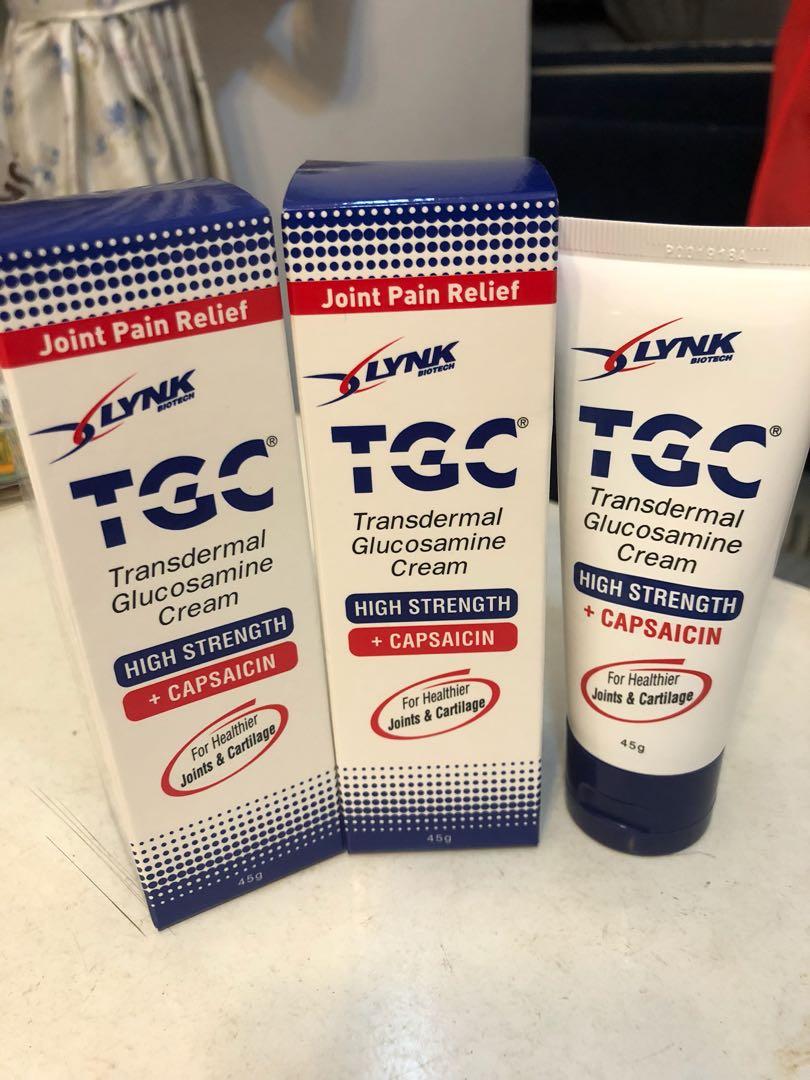 Joint Pain Relief
LYNK
BIOTECH
TGC®
Transdermal
Glucosamine
Cream
HIGH STRENGTH
+ CAPSAICIN
For Healthier
Joints & Cartilage
45g
Joint Pain Relief
LYNK
BIOTECH
TGC®
Transdermal
Glucosamine
Cream
HIGH STRENGTH
+ CAPSAICIN
For Healthier
Joints & Cartilage
45g
LYNK
BIOTECH
TGC®
Transdermal
Glucosamine
Cream
HIGH STRENGTH
+ CAPSAICIN
For Healthier
Joints & Cartilage
45g